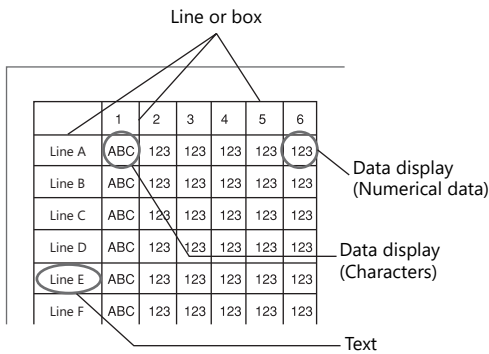 Line or box
1 2 3 4 5 6
Line A ABC 123 123 123 123 123
Line B ABC 123 123 123 123 123
Line C ABC 123 123 123 123 123
Line D ABC 123 123 123 123 123
Line E ABC 123 123 123 123 123
Line F ABC 123 123 123 123 123
Data display
(Numerical data)
Data display
(Characters)
Text